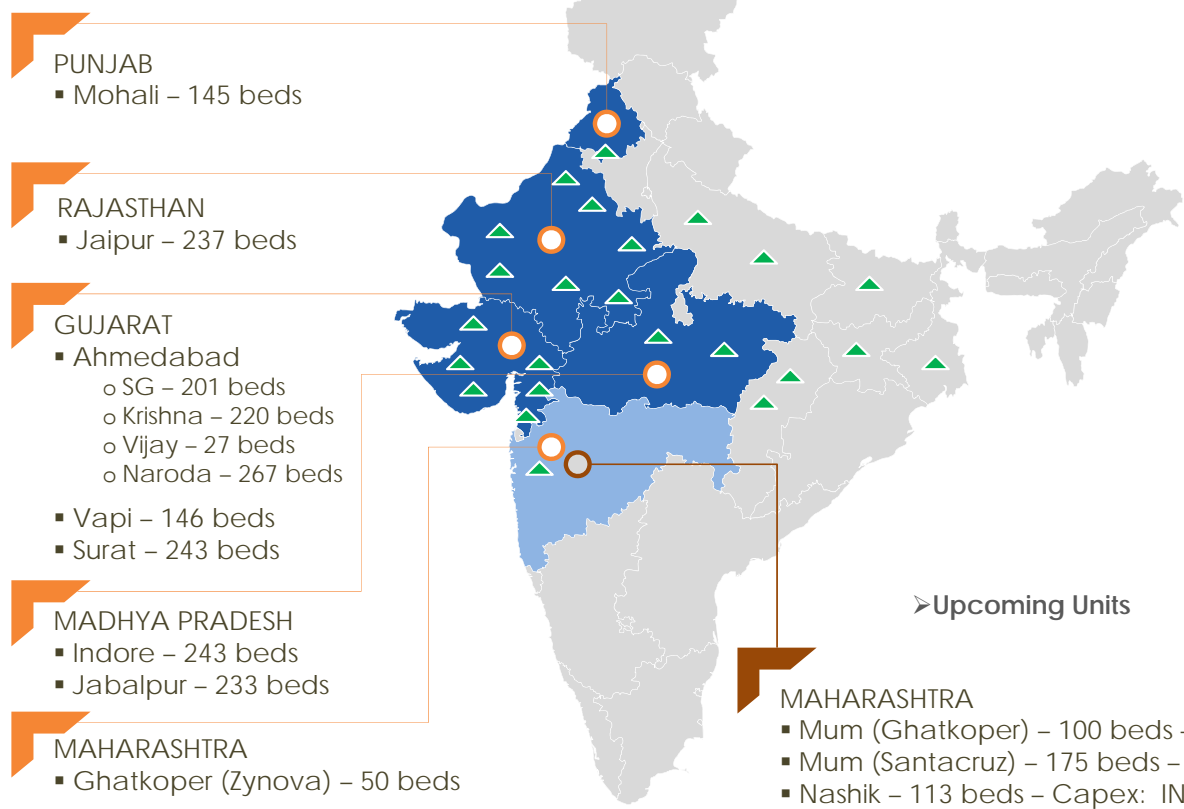 PUNJAB
▪ Mohali – 145 beds
RAJASTHAN
▪ Jaipur – 237 beds
GUJARAT
▪ Ahmedabad
o SG – 201 beds
o Krishna – 220 beds
o Vijay – 27 beds
o Naroda – 267 beds
▪ Vapi – 146 beds
▪ Surat – 243 beds
MADHYA PRADESH
▪ Indore – 243 beds
▪ Jabalpur – 233 beds
MAHARASHTRA
▪ Ghatkoper (Zynova) – 50 beds
➢Upcoming Units
MAHARASHTRA
▪ Mum (Ghatkoper) – 100 beds –
▪ Mum (Santacruz) – 175 beds –
▪ Nashik – 113 beds – Capex: IN